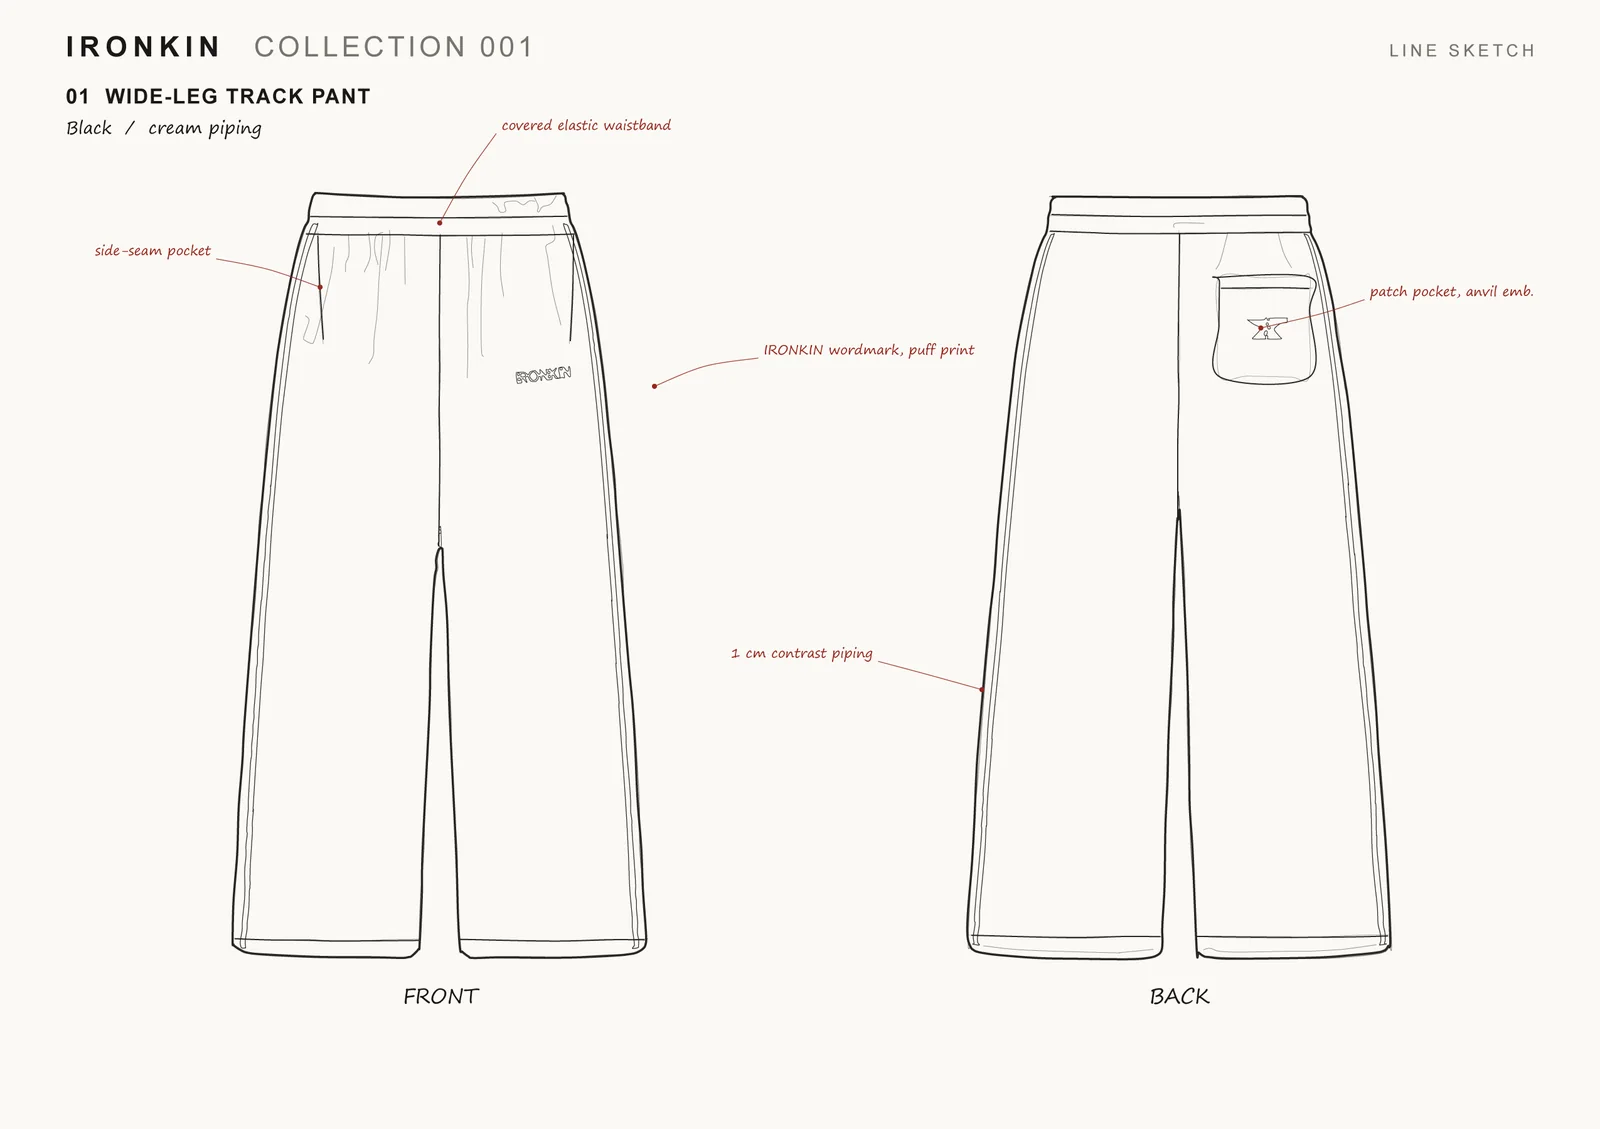 IRONKIN COLLECTION 001
LINE SKETCH
01 WIDE-LEG TRACK PANT
Black / cream piping
covered elastic waistband
side-seam pocket
patch pocket, anvil emb.
IRONKIN wordmark, puff print
IRONKIN
1 cm contrast piping
FRONT
BACK